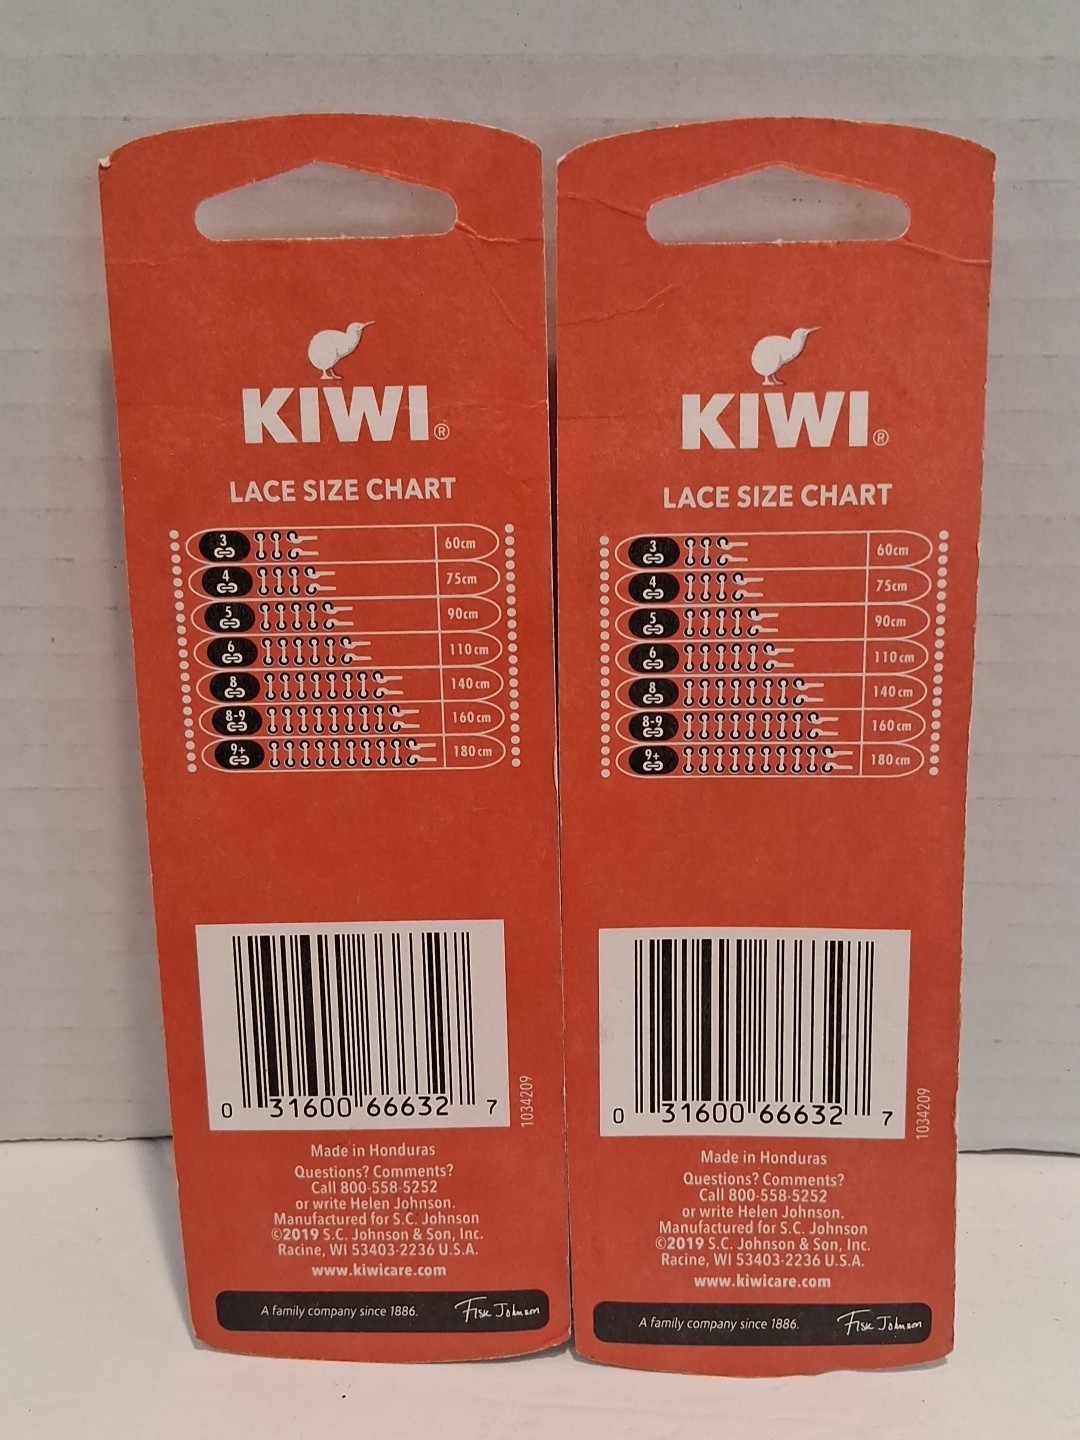 KIWI®
LACE SIZE CHART
3 60cm
4 75cm
5 90cm
6 110cm
8 140cm
8-9 160cm
9+ 180cm
0 31600 66632 7
1034209
Made in Honduras
Questions? Comments?
Call 800-558-5252
or write Helen Johnson.
Manufactured for S.C. Johnson
©2019 S.C. Johnson & Son, Inc.
Racine, WI 53403-2236 U.S.A.
www.kiwicare.com
A family company since 1886. Fisk Johnson
KIWI®
LACE SIZE CHART
3 60cm
4 75cm
5 90cm
6 110cm
8 140cm
8-9 160cm
9+ 180cm
0 31600 66632 7
1034209
Made in Honduras
Questions? Comments?
Call 800-558-5252
or write Helen Johnson.
Manufactured for S.C. Johnson
©2019 S.C. Johnson & Son, Inc.
Racine, WI 53403-2236 U.S.A.
www.kiwicare.com
A family company since 1886. Fisk Johnson